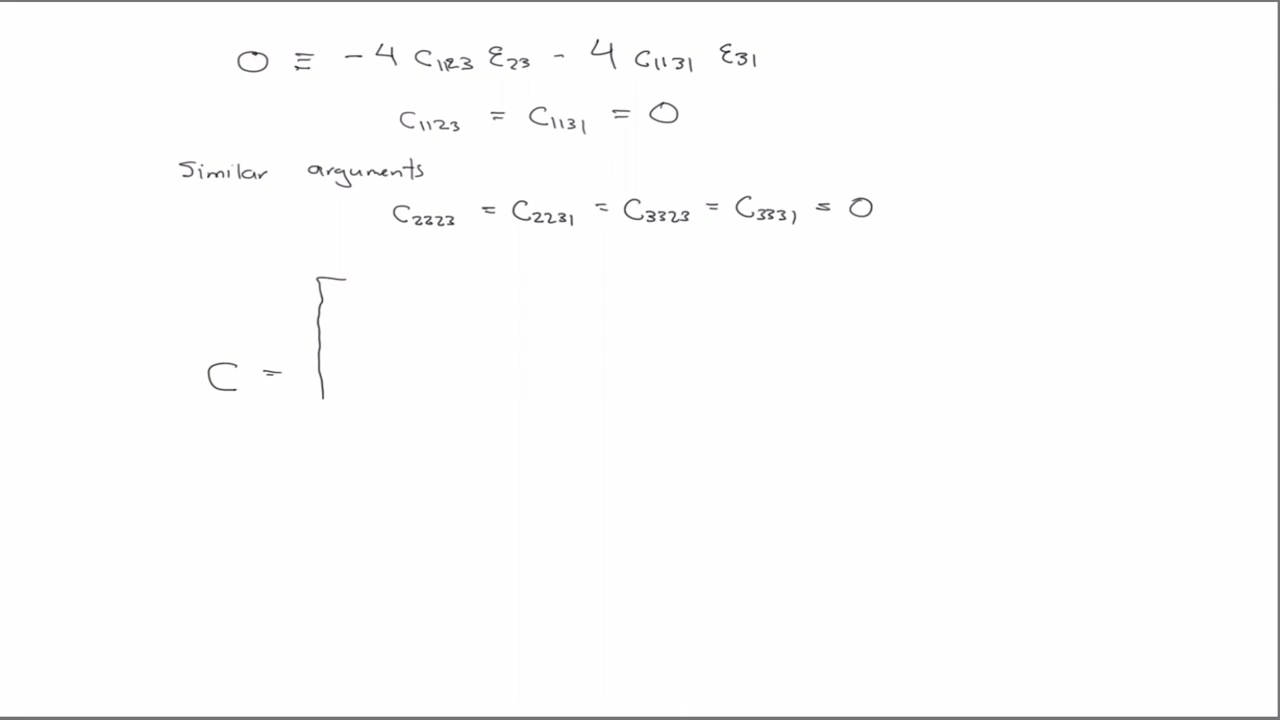 0 ≡ - 4 C₁₁₂₃ ε₂₃ - 4 C₁₁₃₁ ε₃₁
C₁₁₂₃ = C₁₁₃₁ = 0
Similar arguments
C₂₂₂₃ = C₂₂₃₁ = C₃₃₂₃ = C₃₃₃₁ = 0
C = [